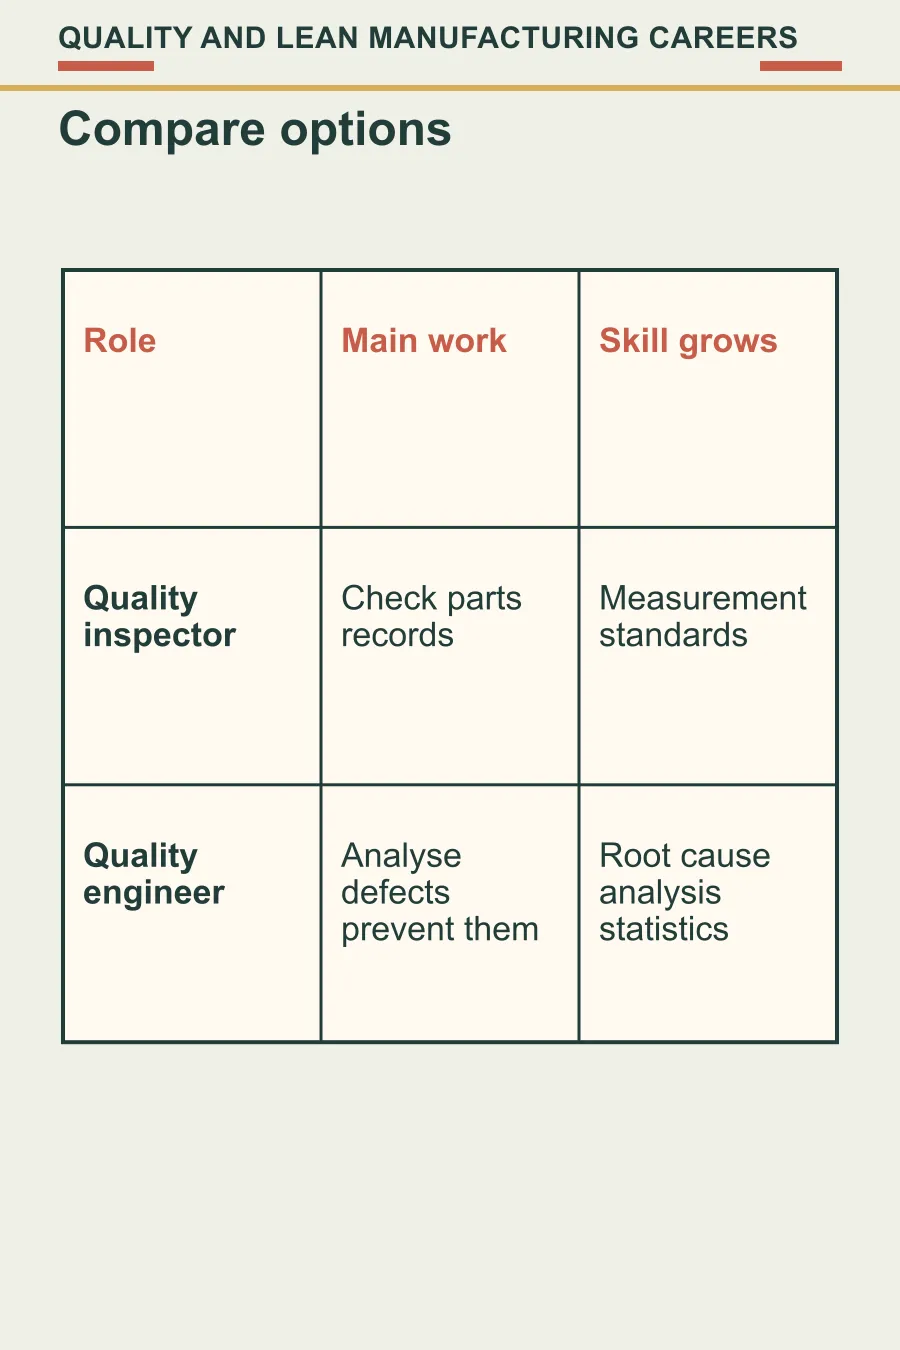 QUALITY AND LEAN MANUFACTURING CAREERS
Compare options
Role
Main work
Skill grows
Quality
inspector
Check parts
records
Measurement
standards
Quality
engineer
Analyse
defects
prevent them
Root cause
analysis
statistics